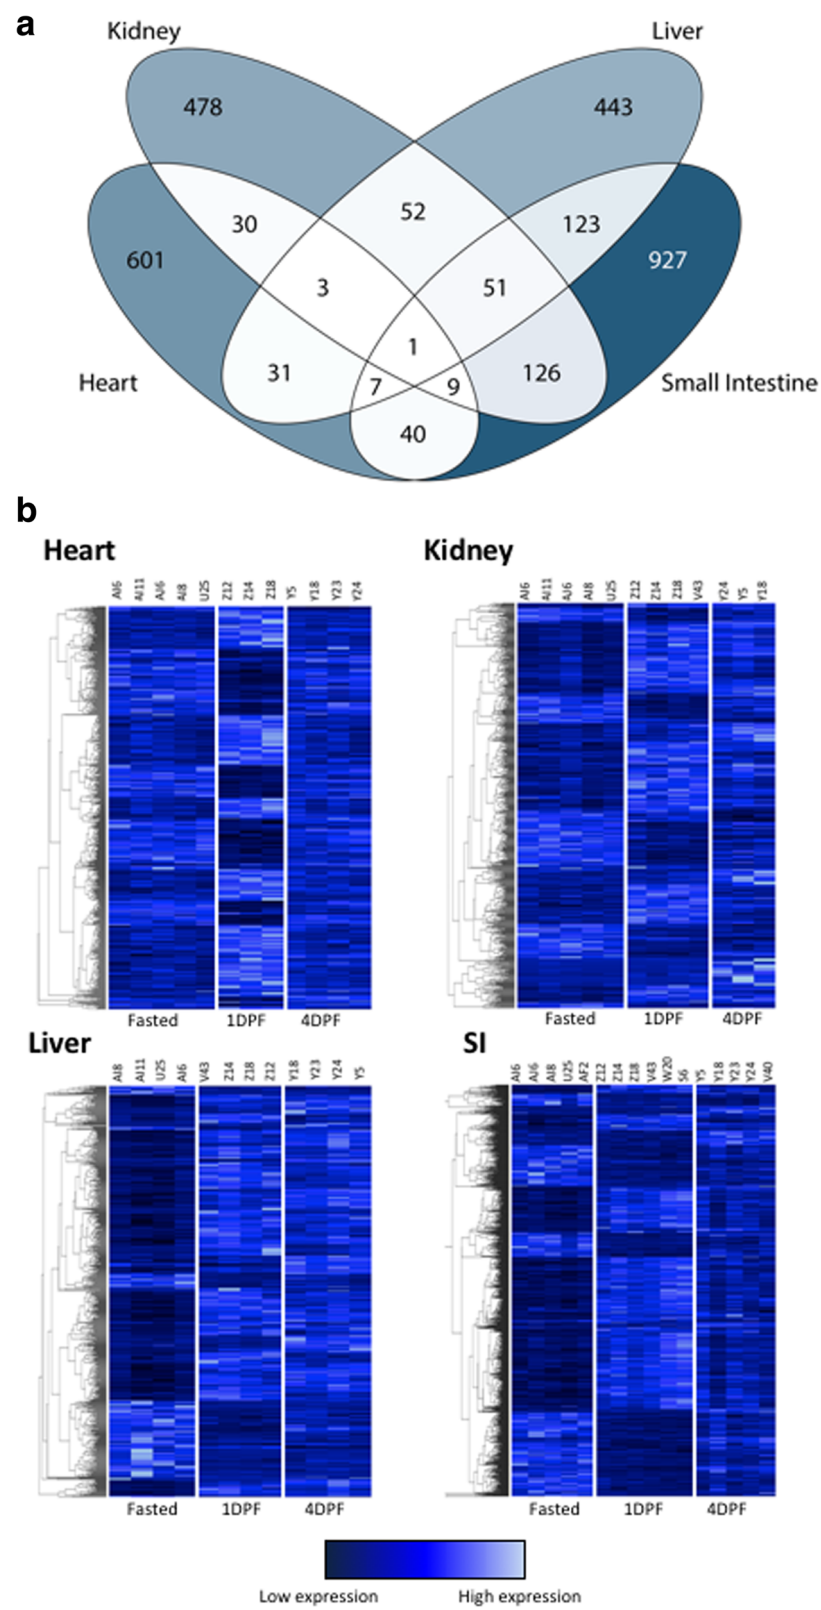 a
Kidney
Liver
478
443
52
30
123
601
927
3
51
1
31
126
7
9
Heart
Small Intestine
40
b
Heart
Kidney
AI6 AI11 AJ6 AI8 U25 Z12 Z14 Z18 Y5 Y18 Y23 Y24
AI6 AI11 AJ6 AI8 U25 Z12 Z14 Z18 V43 Y24 Y5 Y18
Fasted 1DPF 4DPF
Fasted 1DPF 4DPF
Liver
SI
AI8 AI11 U25 AI6 V43 Z14 Z18 Z12 Y18 Y23 Y24 Y5
AI6 AJ6 AI8 U25 AF2 Z12 Z14 Z18 V43 W20 S6 Y5 Y18 Y23 Y24 V40
Fasted 1DPF 4DPF
Fasted 1DPF 4DPF
Low expression
High expression